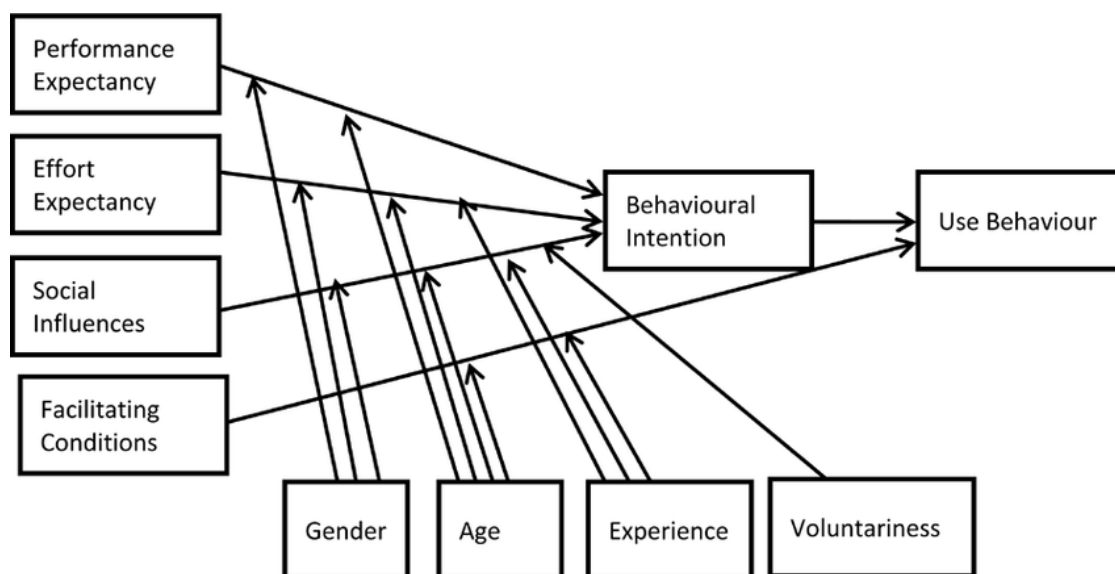 Performance
Expectancy
Effort
Expectancy
Social
Influences
Facilitating
Conditions
Behavioural
Intention
Use Behaviour
Gender
Age
Experience
Voluntariness